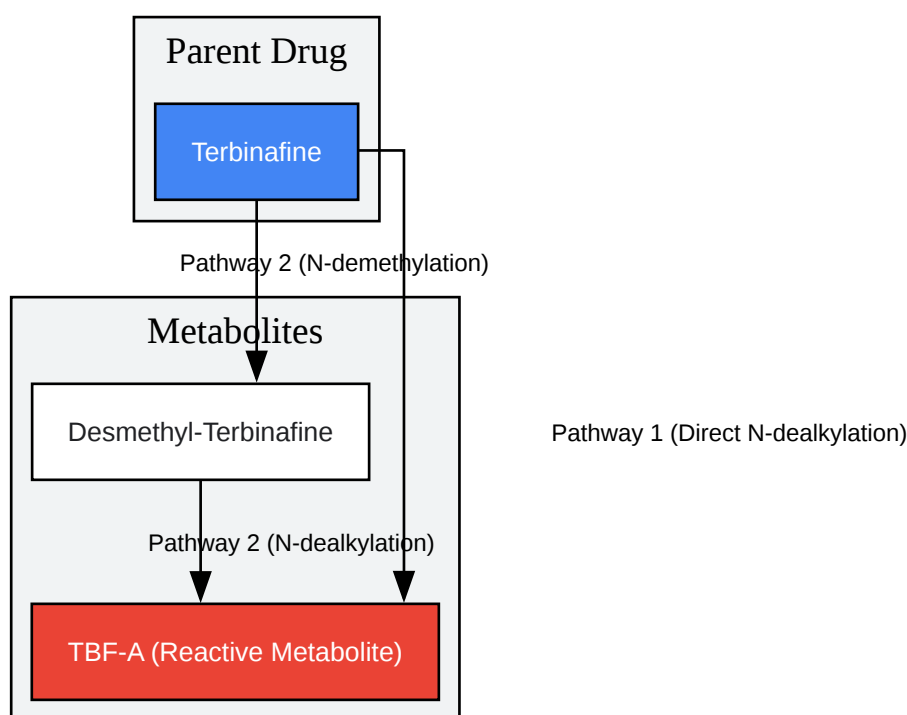 Parent Drug
Terbinafine
Pathway 2 (N-demethylation)
Metabolites
Desmethyl-Terbinafine
Pathway 1 (Direct N-dealkylation)
Pathway 2 (N-dealkylation)
TBF-A (Reactive Metabolite)